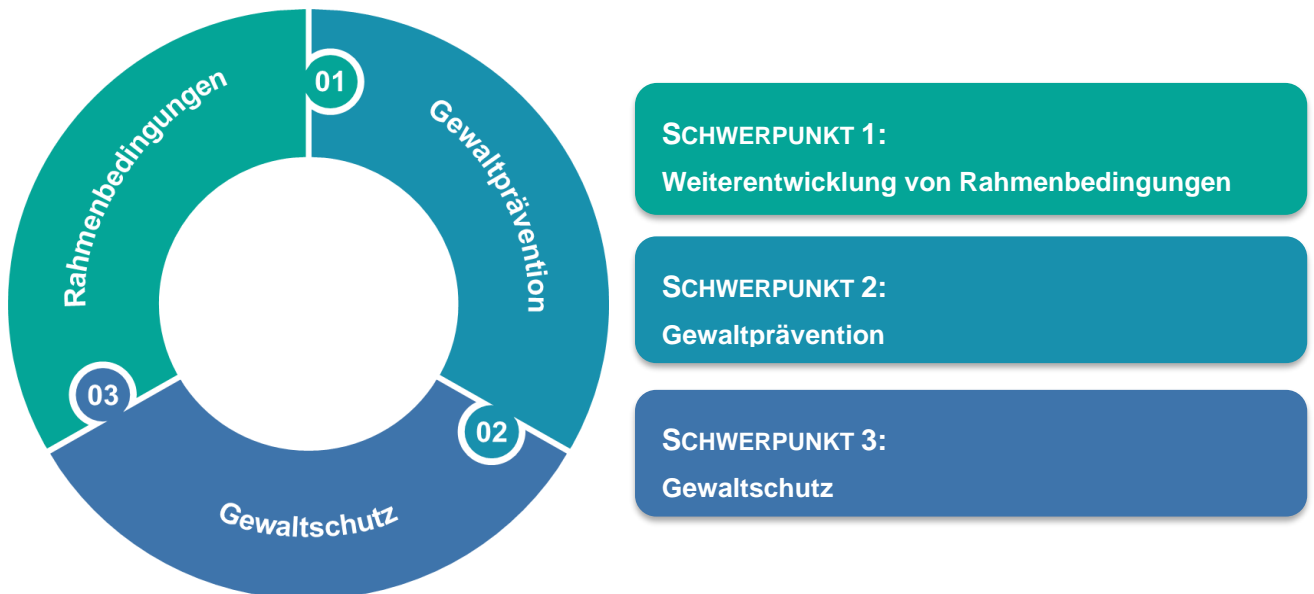 Rahmenbedingungen
01
Gewaltprävention
02
Gewaltschutz
03
SCHWERPUNKT 1:
Weiterentwicklung von Rahmenbedingungen
SCHWERPUNKT 2:
Gewaltprävention
SCHWERPUNKT 3:
Gewaltschutz